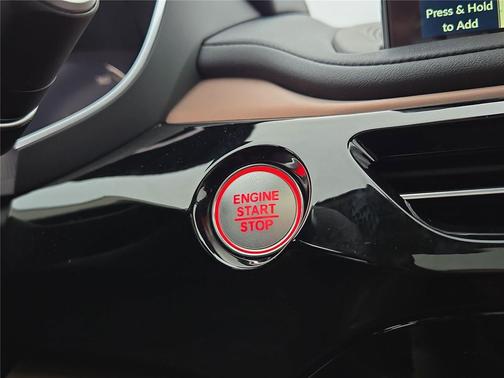 Press & Hold
to Add
ENGINE
START
STOP